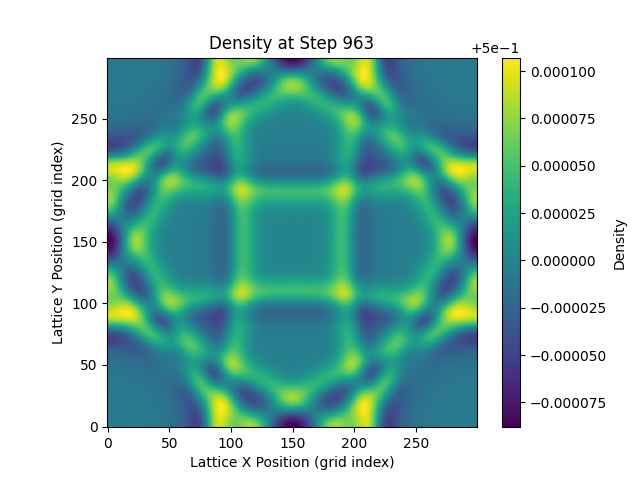 Density at Step 963
+5e−1
0.000100
0.000075
0.000050
0.000025
0.000000
−0.000025
−0.000050
−0.000075
Density
250
200
150
100
50
0
Lattice Y Position (grid index)
0 50 100 150 200 250
Lattice X Position (grid index)